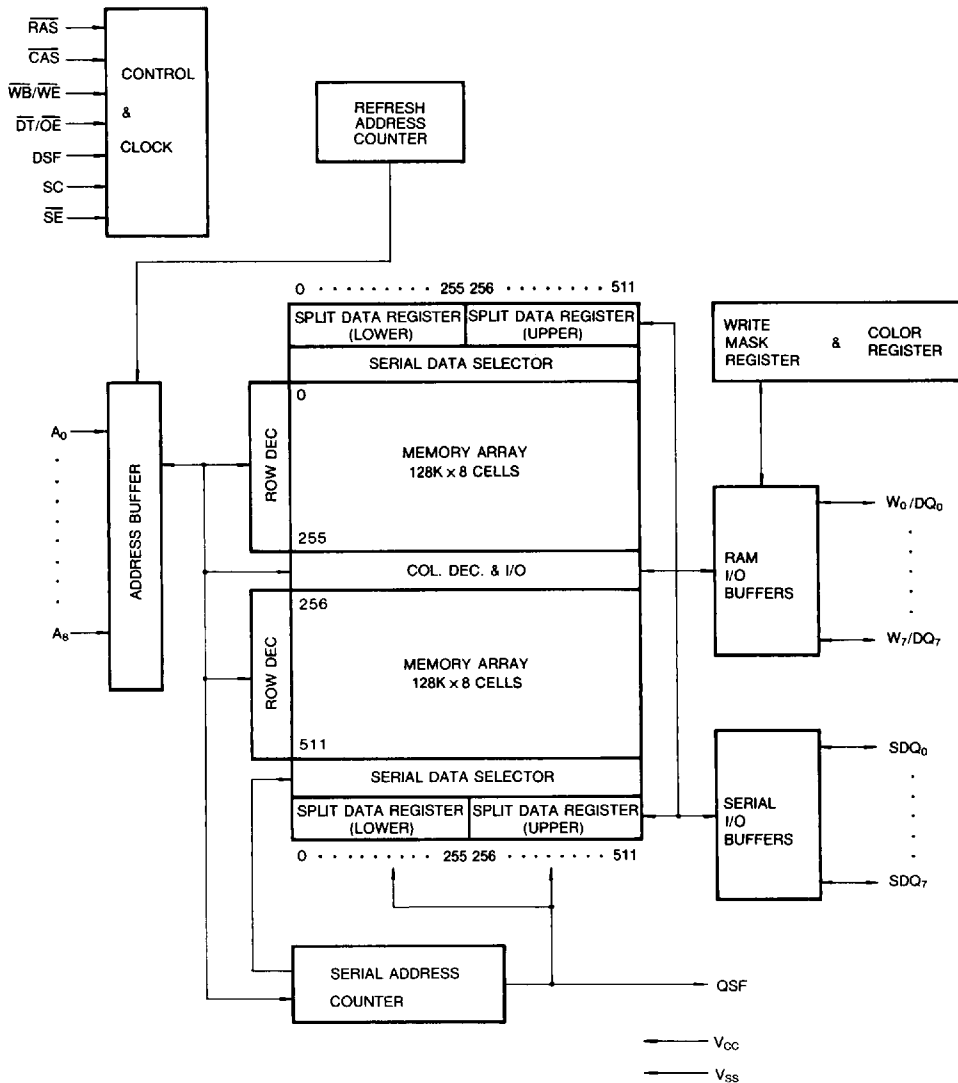 RAS
CAS
WB/WE
DT/OE
DSF
SC
SE
CONTROL
&
CLOCK
REFRESH
ADDRESS
COUNTER
0 · · · · · · · · · 255 256 · · · · · · · · 511
SPLIT DATA REGISTER
(LOWER)
SPLIT DATA REGISTER
(UPPER)
SERIAL DATA SELECTOR
WRITE
MASK
REGISTER
&
COLOR
REGISTER
A₀
A₈
ADDRESS BUFFER
ROW DEC
0
MEMORY ARRAY
128K × 8 CELLS
255
COL. DEC. & I/O
ROW DEC
256
MEMORY ARRAY
128K × 8 CELLS
511
SERIAL DATA SELECTOR
SPLIT DATA REGISTER
(LOWER)
SPLIT DATA REGISTER
(UPPER)
0 · · · · · · · · · 255 256 · · · · · · · · 511
RAM
I/O
BUFFERS
W₀/DQ₀
W₇/DQ₇
SERIAL
I/O
BUFFERS
SDQ₀
SDQ₇
SERIAL ADDRESS
COUNTER
QSF
V_CC
V_SS